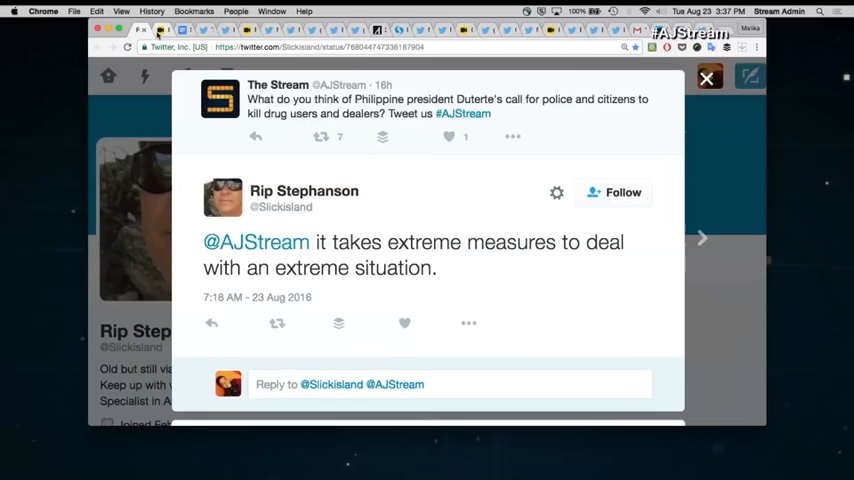 Chrome File Edit View History Bookmarks People Window Help
100%
Tue Aug 23 3:37 PM Stream Admin
Malika
#AJStream
Twitter, Inc. [US] https://twitter.com/Slickisland/status/768044747336187904
The Stream @AJStream · 16h
What do you think of Philippine president Duterte's call for police and citizens to
kill drug users and dealers? Tweet us #AJStream
7
1
Rip Stephanson
@Slickisland
Follow
@AJStream it takes extreme measures to deal
with an extreme situation.
7:18 AM - 23 Aug 2016
Reply to @Slickisland @AJStream
Rip Step
@Slickisland
Old but still via
Keep up with
Specialist in A
Joined Feb